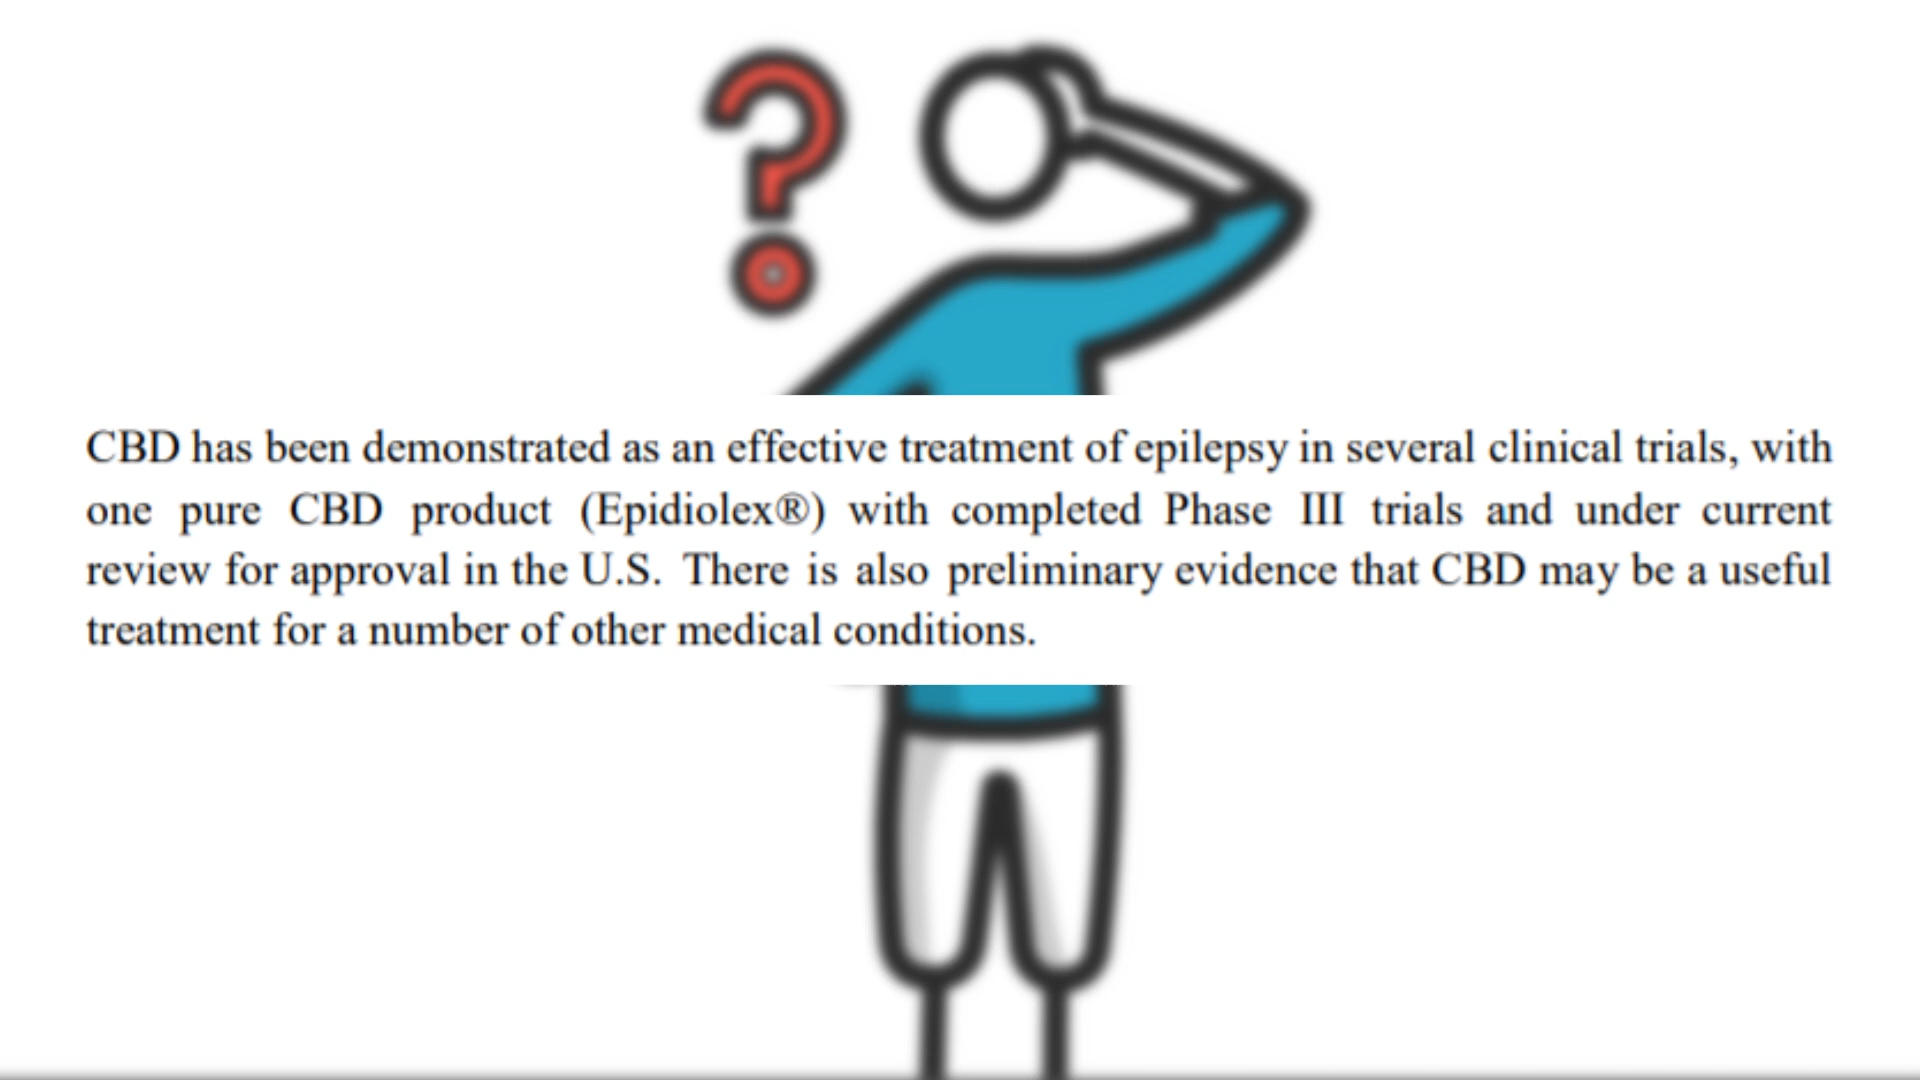 CBD has been demonstrated as an effective treatment of epilepsy in several clinical trials, with
one pure CBD product (Epidiolex®) with completed Phase III trials and under current
review for approval in the U.S. There is also preliminary evidence that CBD may be a useful
treatment for a number of other medical conditions.